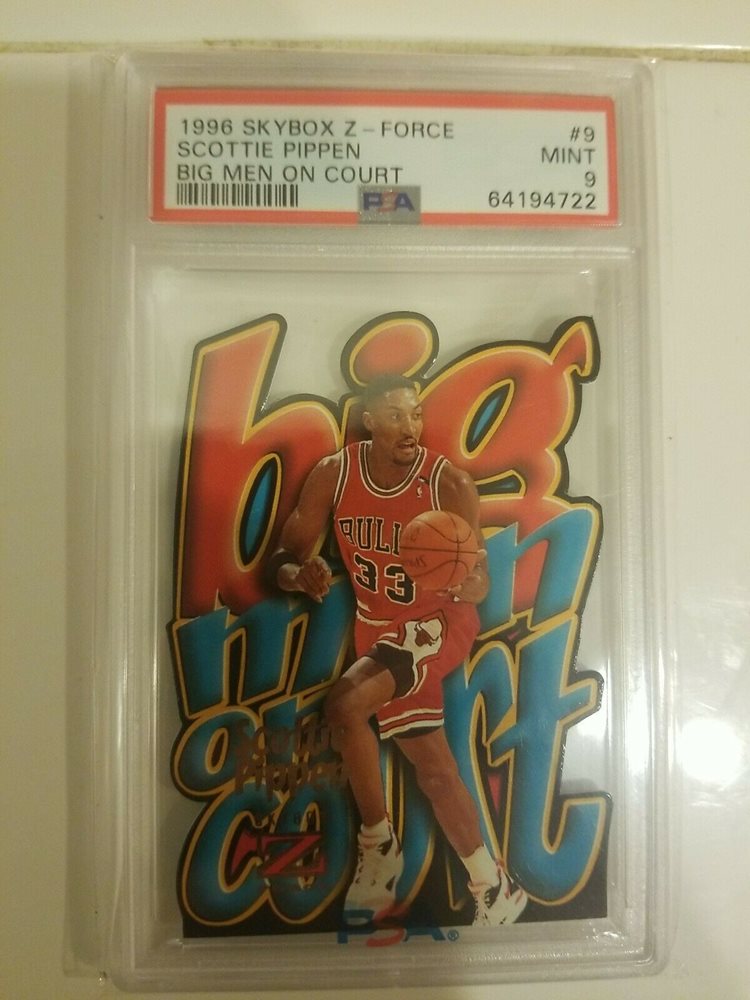 1996 SKYBOX Z-FORCE #9
SCOTTIE PIPPEN MINT
BIG MEN ON COURT 9
PSA 64194722
big
men
on
court
BULLS
33
Scottie
Pippen
Z
PSA®